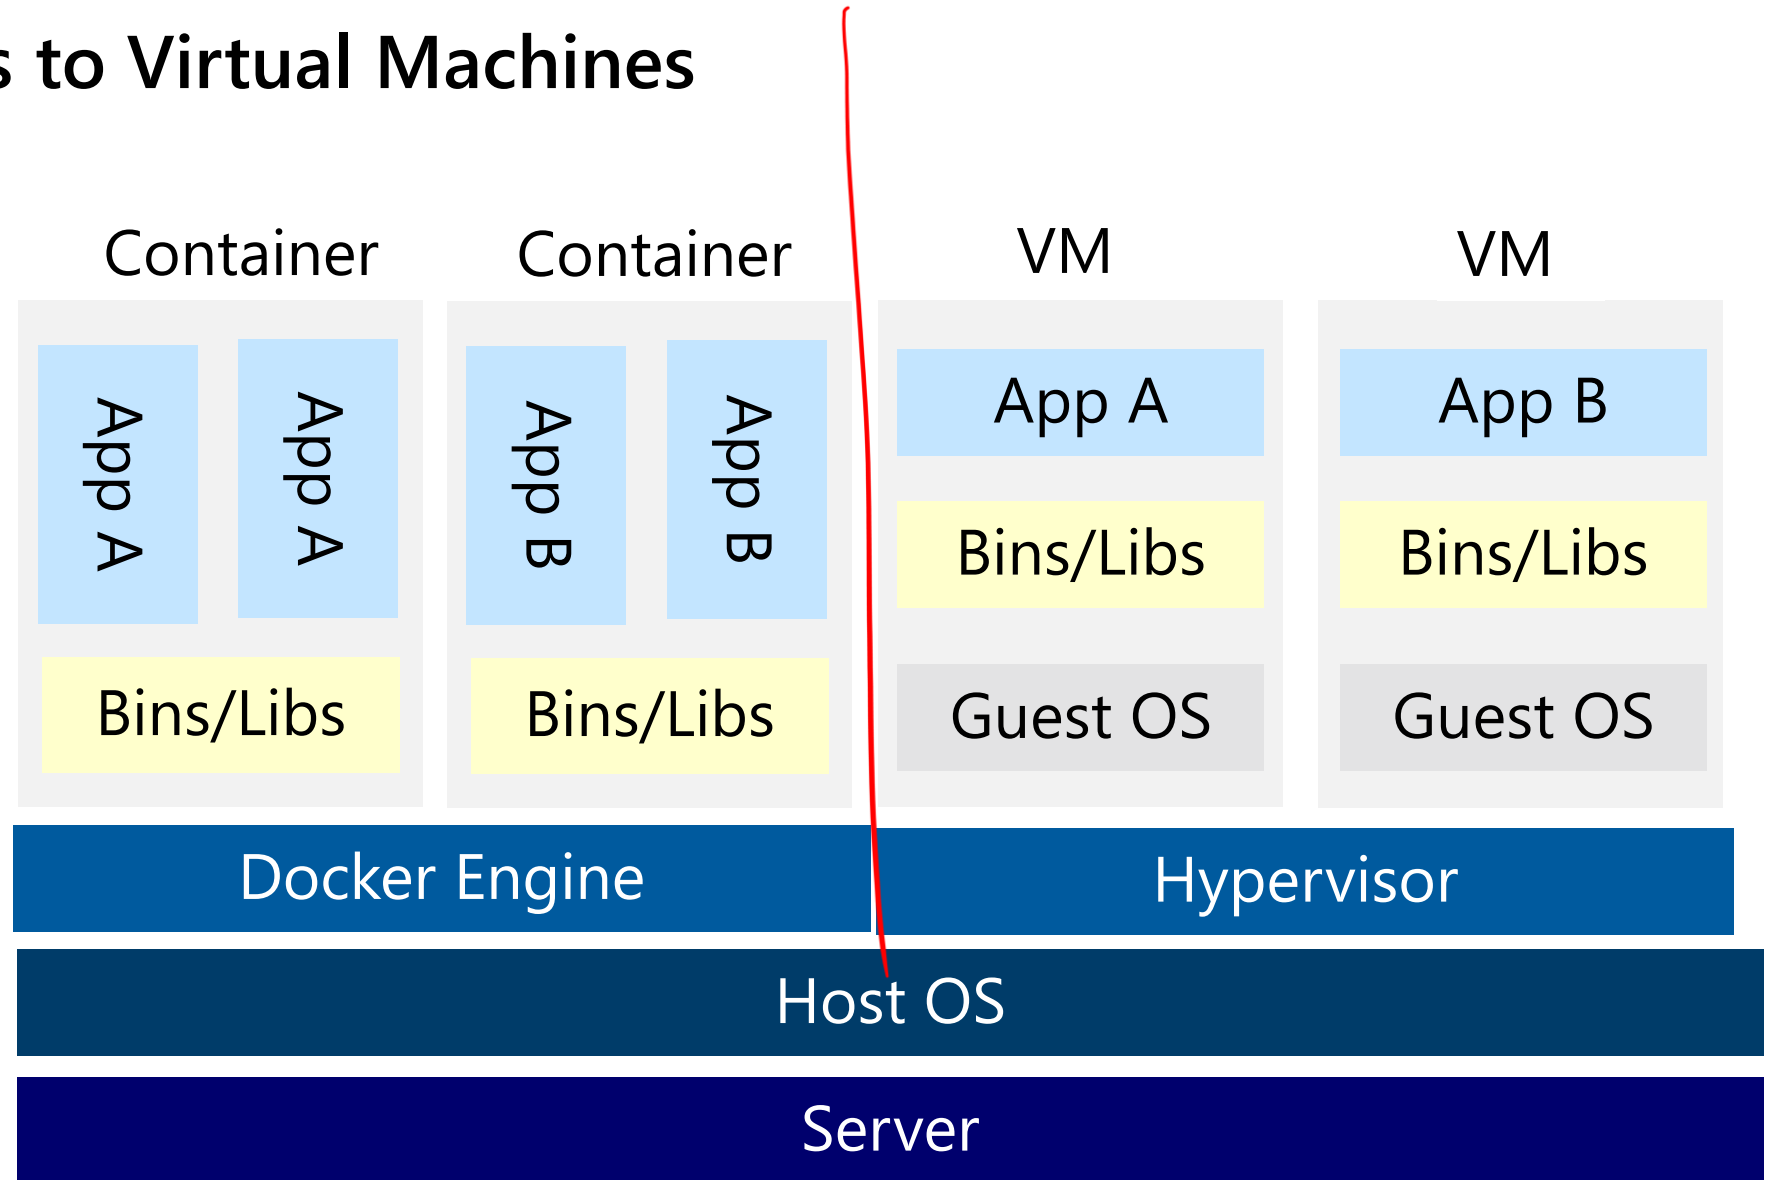 s to Virtual Machines
Container
Container
VM
VM
App A
App A
App B
App B
App A
App B
Bins/Libs
Bins/Libs
Bins/Libs
Bins/Libs
Guest OS
Guest OS
Docker Engine
Hypervisor
Host OS
Server